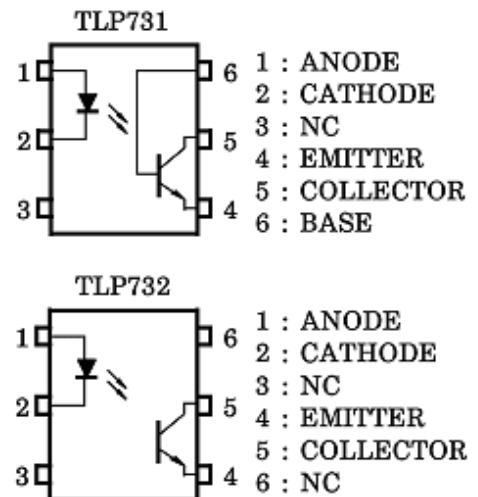 TLP731
1
2
3
6
5
4
1 : ANODE
2 : CATHODE
3 : NC
4 : EMITTER
5 : COLLECTOR
6 : BASE
TLP732
1
2
3
6
5
4
1 : ANODE
2 : CATHODE
3 : NC
4 : EMITTER
5 : COLLECTOR
6 : NC